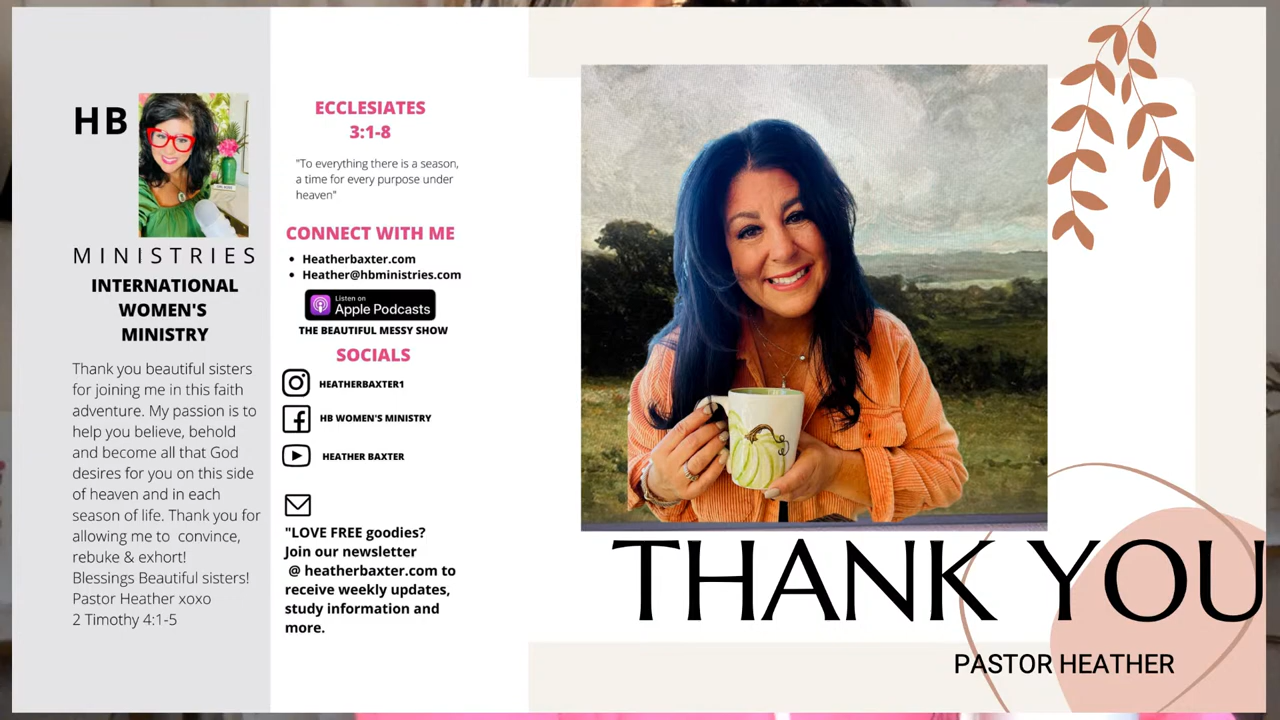 HB
MINISTRIES
INTERNATIONAL
WOMEN'S
MINISTRY
Thank you beautiful sisters
for joining me in this faith
adventure. My passion is to
help you believe, behold
and become all that God
desires for you on this side
of heaven and in each
season of life. Thank you for
allowing me to convince,
rebuke & exhort!
Blessings Beautiful sisters!
Pastor Heather xoxo
2 Timothy 4:1-5
ECCLESIATES
3:1-8
"To everything there is a season,
a time for every purpose under
heaven"
CONNECT WITH ME
• Heatherbaxter.com
• Heather@hbministries.com
Listen on
Apple Podcasts
THE BEAUTIFUL MESSY SHOW
SOCIALS
HEATHERBAXTER1
HB WOMEN'S MINISTRY
HEATHER BAXTER
"LOVE FREE goodies?
Join our newsletter
@ heatherbaxter.com to
receive weekly updates,
study information and
more.
THANK YOU
PASTOR HEATHER